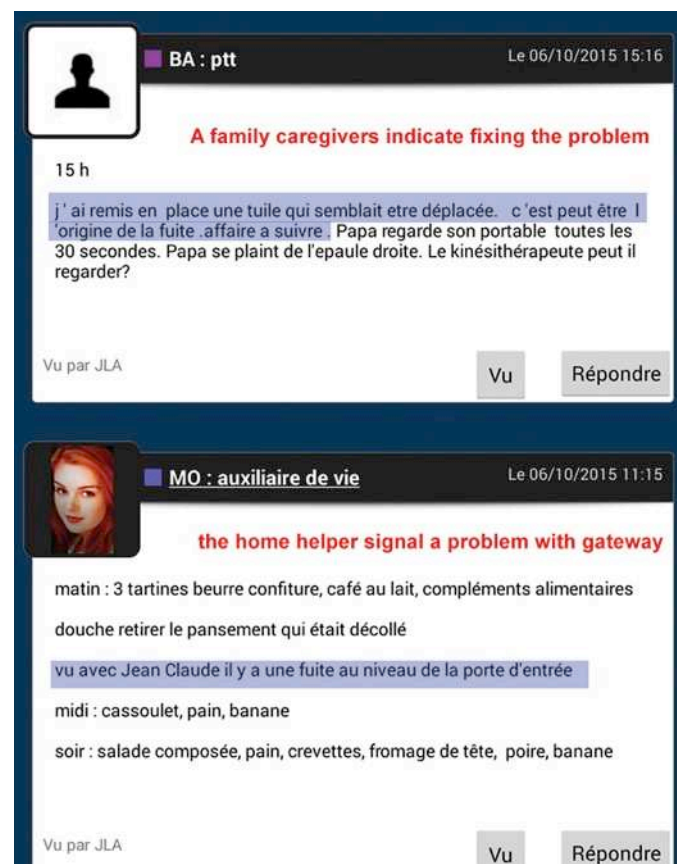 BA : ptt
Le 06/10/2015 15:16
A family caregivers indicate fixing the problem
15 h
j ' ai remis en place une tuile qui semblait etre déplacée. c 'est peut être l
'origine de la fuite .affaire a suivre . Papa regarde son portable toutes les
30 secondes. Papa se plaint de l'epaule droite. Le kinésithérapeute peut il
regarder?
Vu par JLA
Vu
Répondre
MO : auxiliaire de vie
Le 06/10/2015 11:15
the home helper signal a problem with gateway
matin : 3 tartines beurre confiture, café au lait, compléments alimentaires
douche retirer le pansement qui était décollé
vu avec Jean Claude il y a une fuite au niveau de la porte d'entrée
midi : cassoulet, pain, banane
soir : salade composée, pain, crevettes, fromage de tête, poire, banane
Vu par JLA
Vu
Répondre